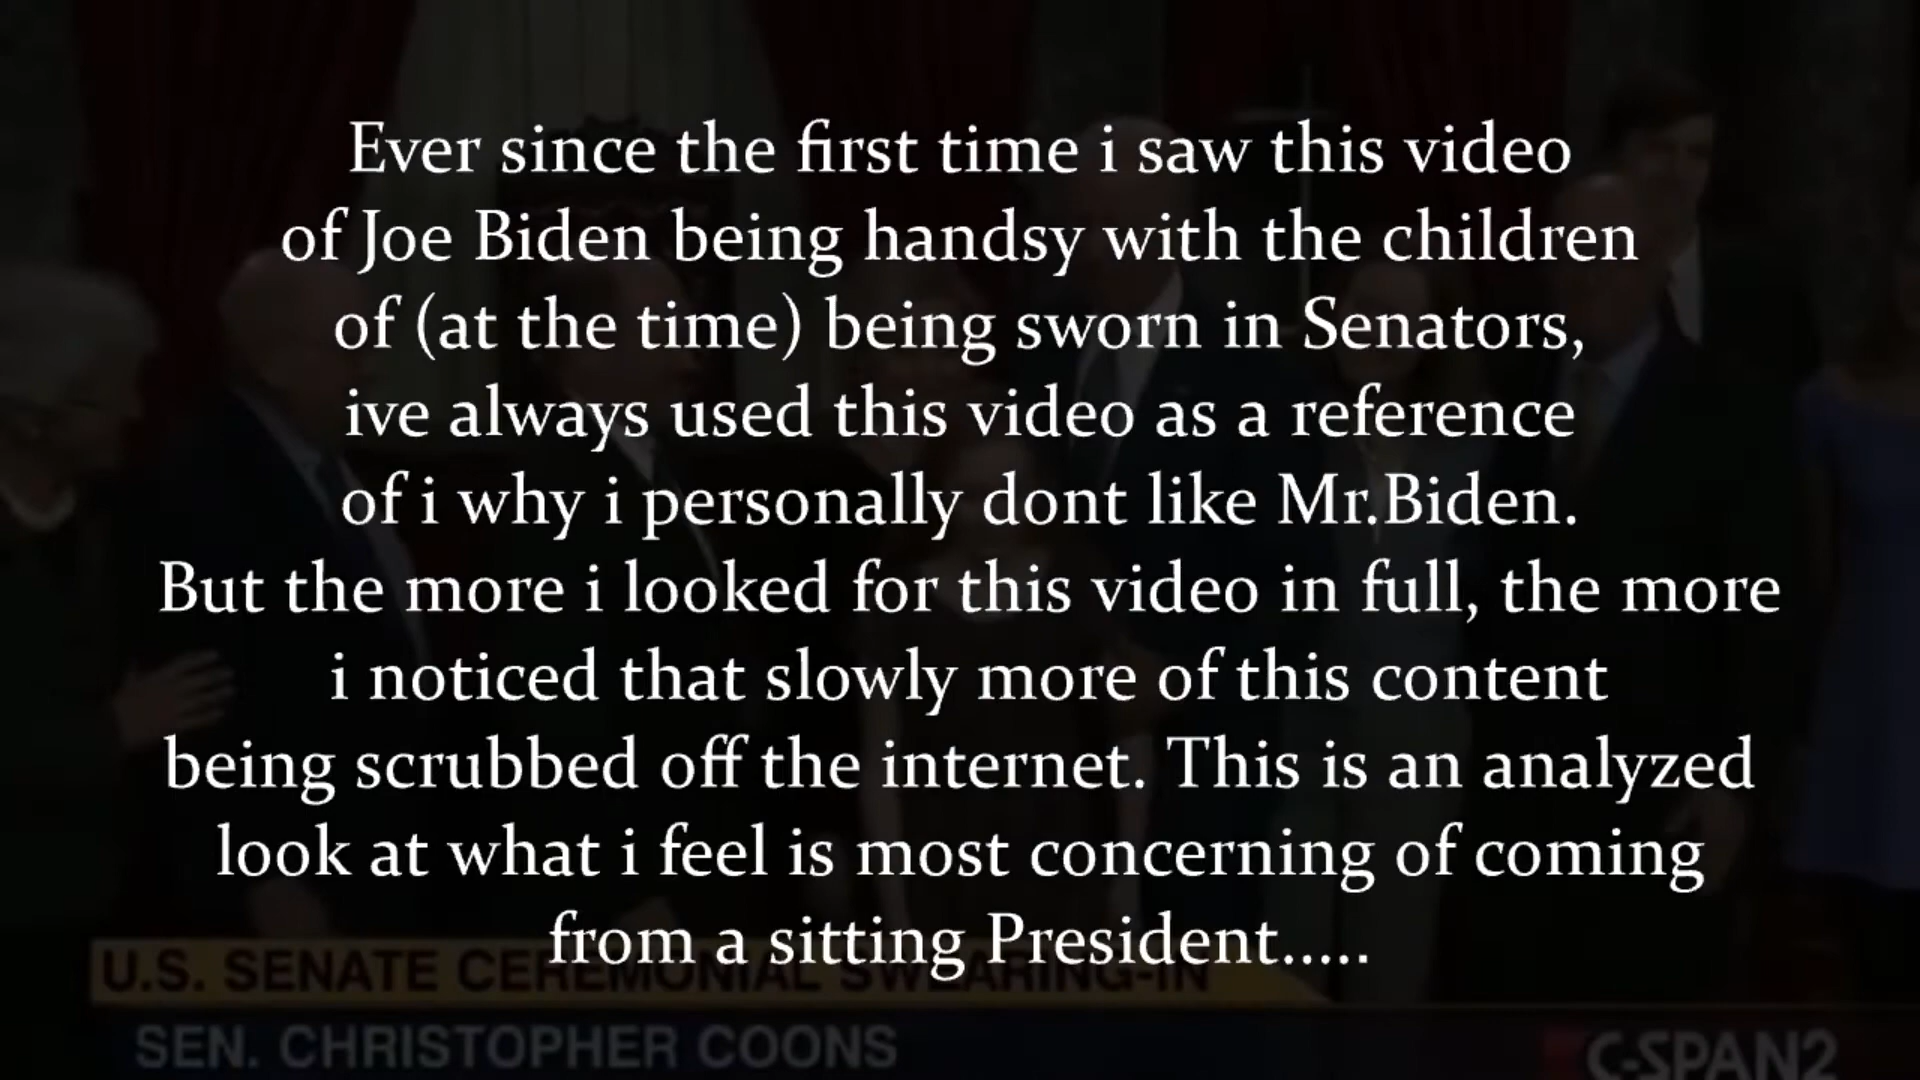 Ever since the first time i saw this video
of Joe Biden being handsy with the children
of (at the time) being sworn in Senators,
ive always used this video as a reference
of i why i personally dont like Mr.Biden.
But the more i looked for this video in full, the more
i noticed that slowly more of this content
being scrubbed off the internet. This is an analyzed
look at what i feel is most concerning of coming
from a sitting President.....
U.S. SENATE CEREMONIAL SWEARING-IN
SEN. CHRISTOPHER COONS
C-SPAN2